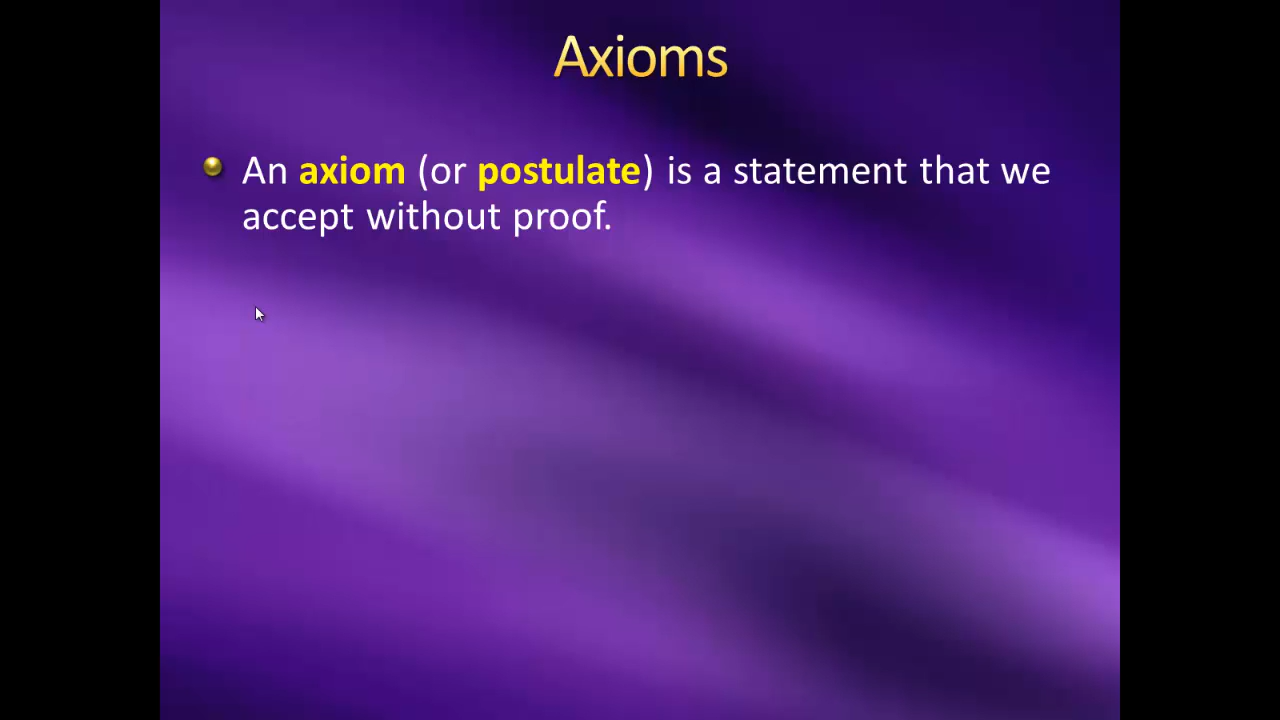 Axioms
An axiom (or postulate) is a statement that we
accept without proof.